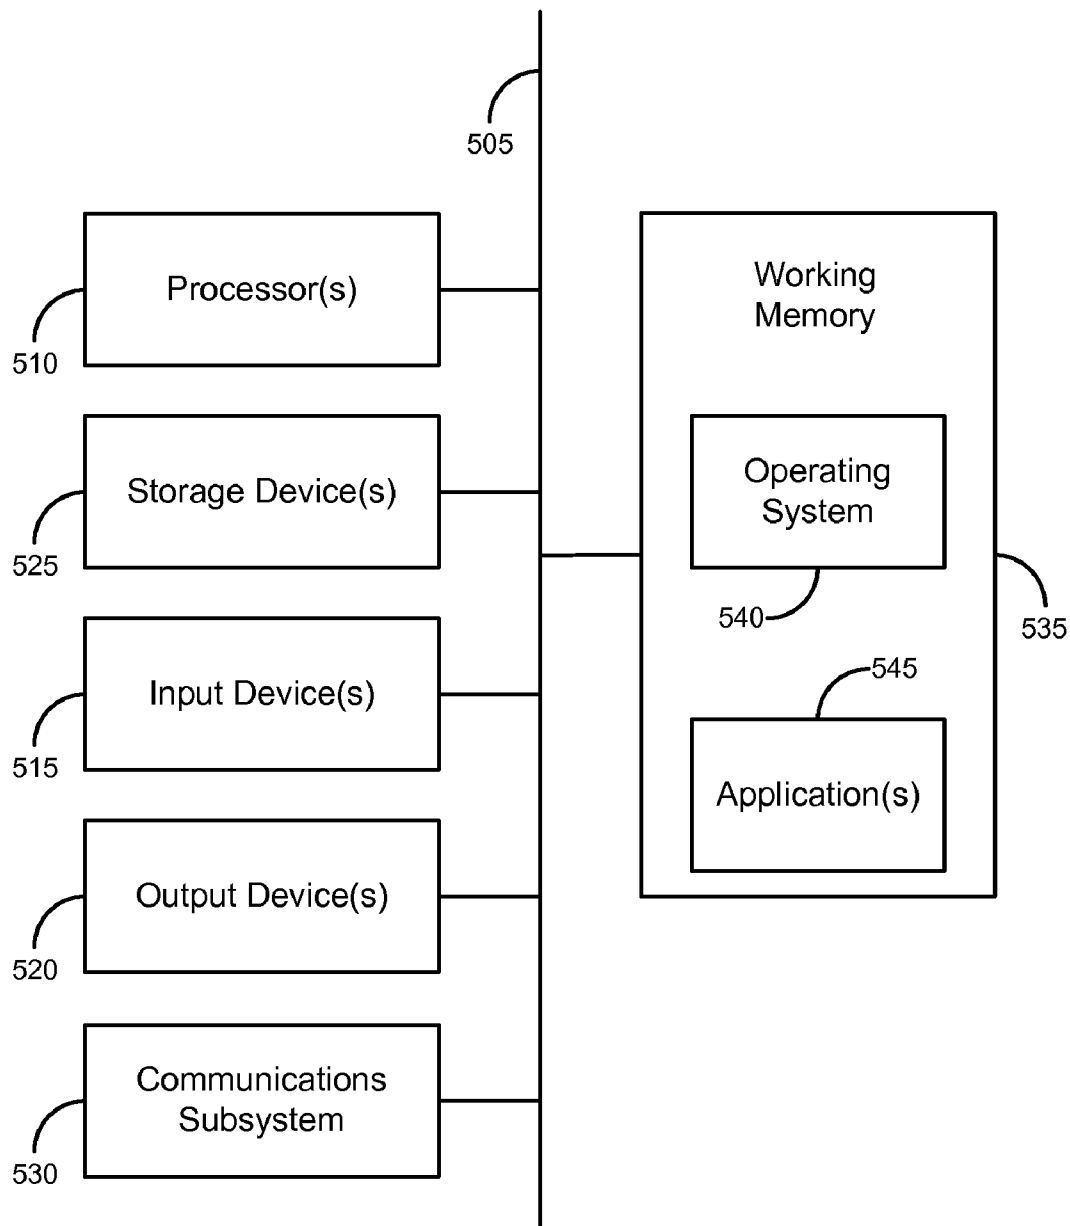 505
Processor(s)
510
Storage Device(s)
525
Input Device(s)
515
Output Device(s)
520
Communications
Subsystem
530
Working
Memory
Operating
System
540
535
545
Application(s)